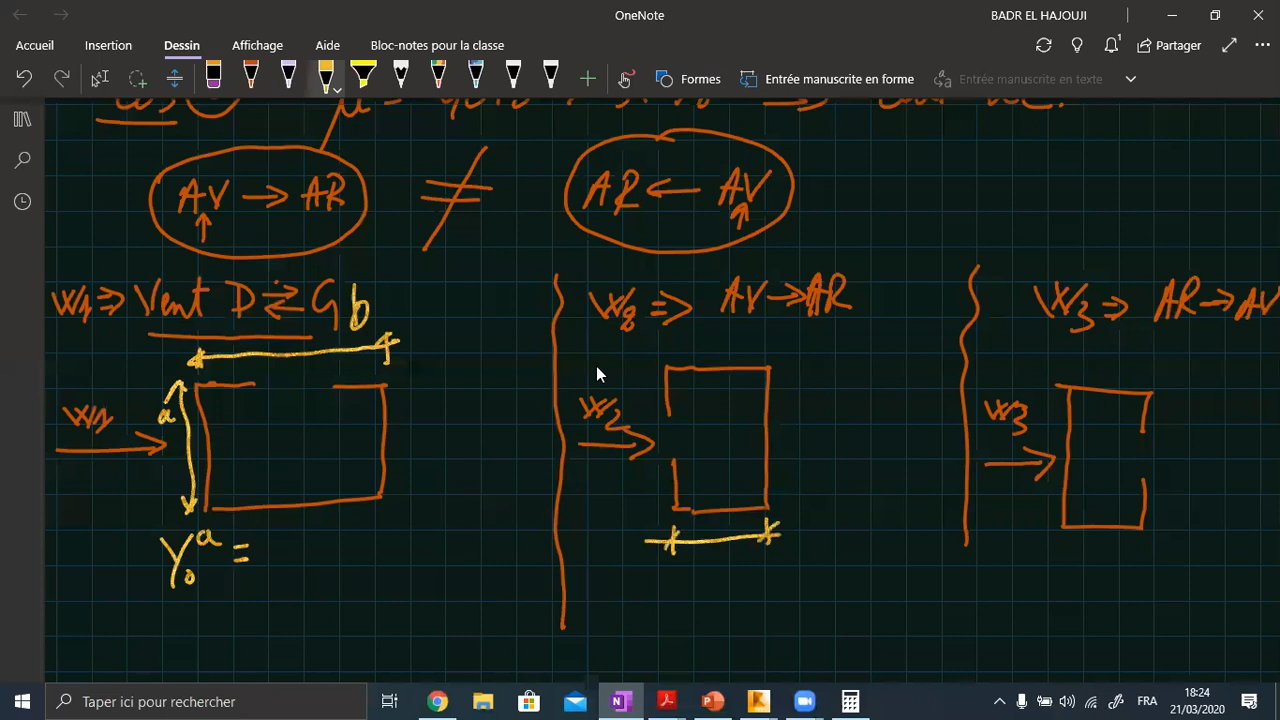 OneNote
BADR EL HAJOUJI
Accueil Insertion Dessin Affichage Aide Bloc-notes pour la classe
Partager
Formes Entrée manuscrite en forme Entrée manuscrite en texte
AV → AR ≠ AR ← AV
W1 => Vent D ⇄ G
W2 => AV → AR
W3 => AR → AV
b
a
W1
W2
W3
Y₀ᵃ =
Taper ici pour rechercher
FRA
18:24
21/03/2020